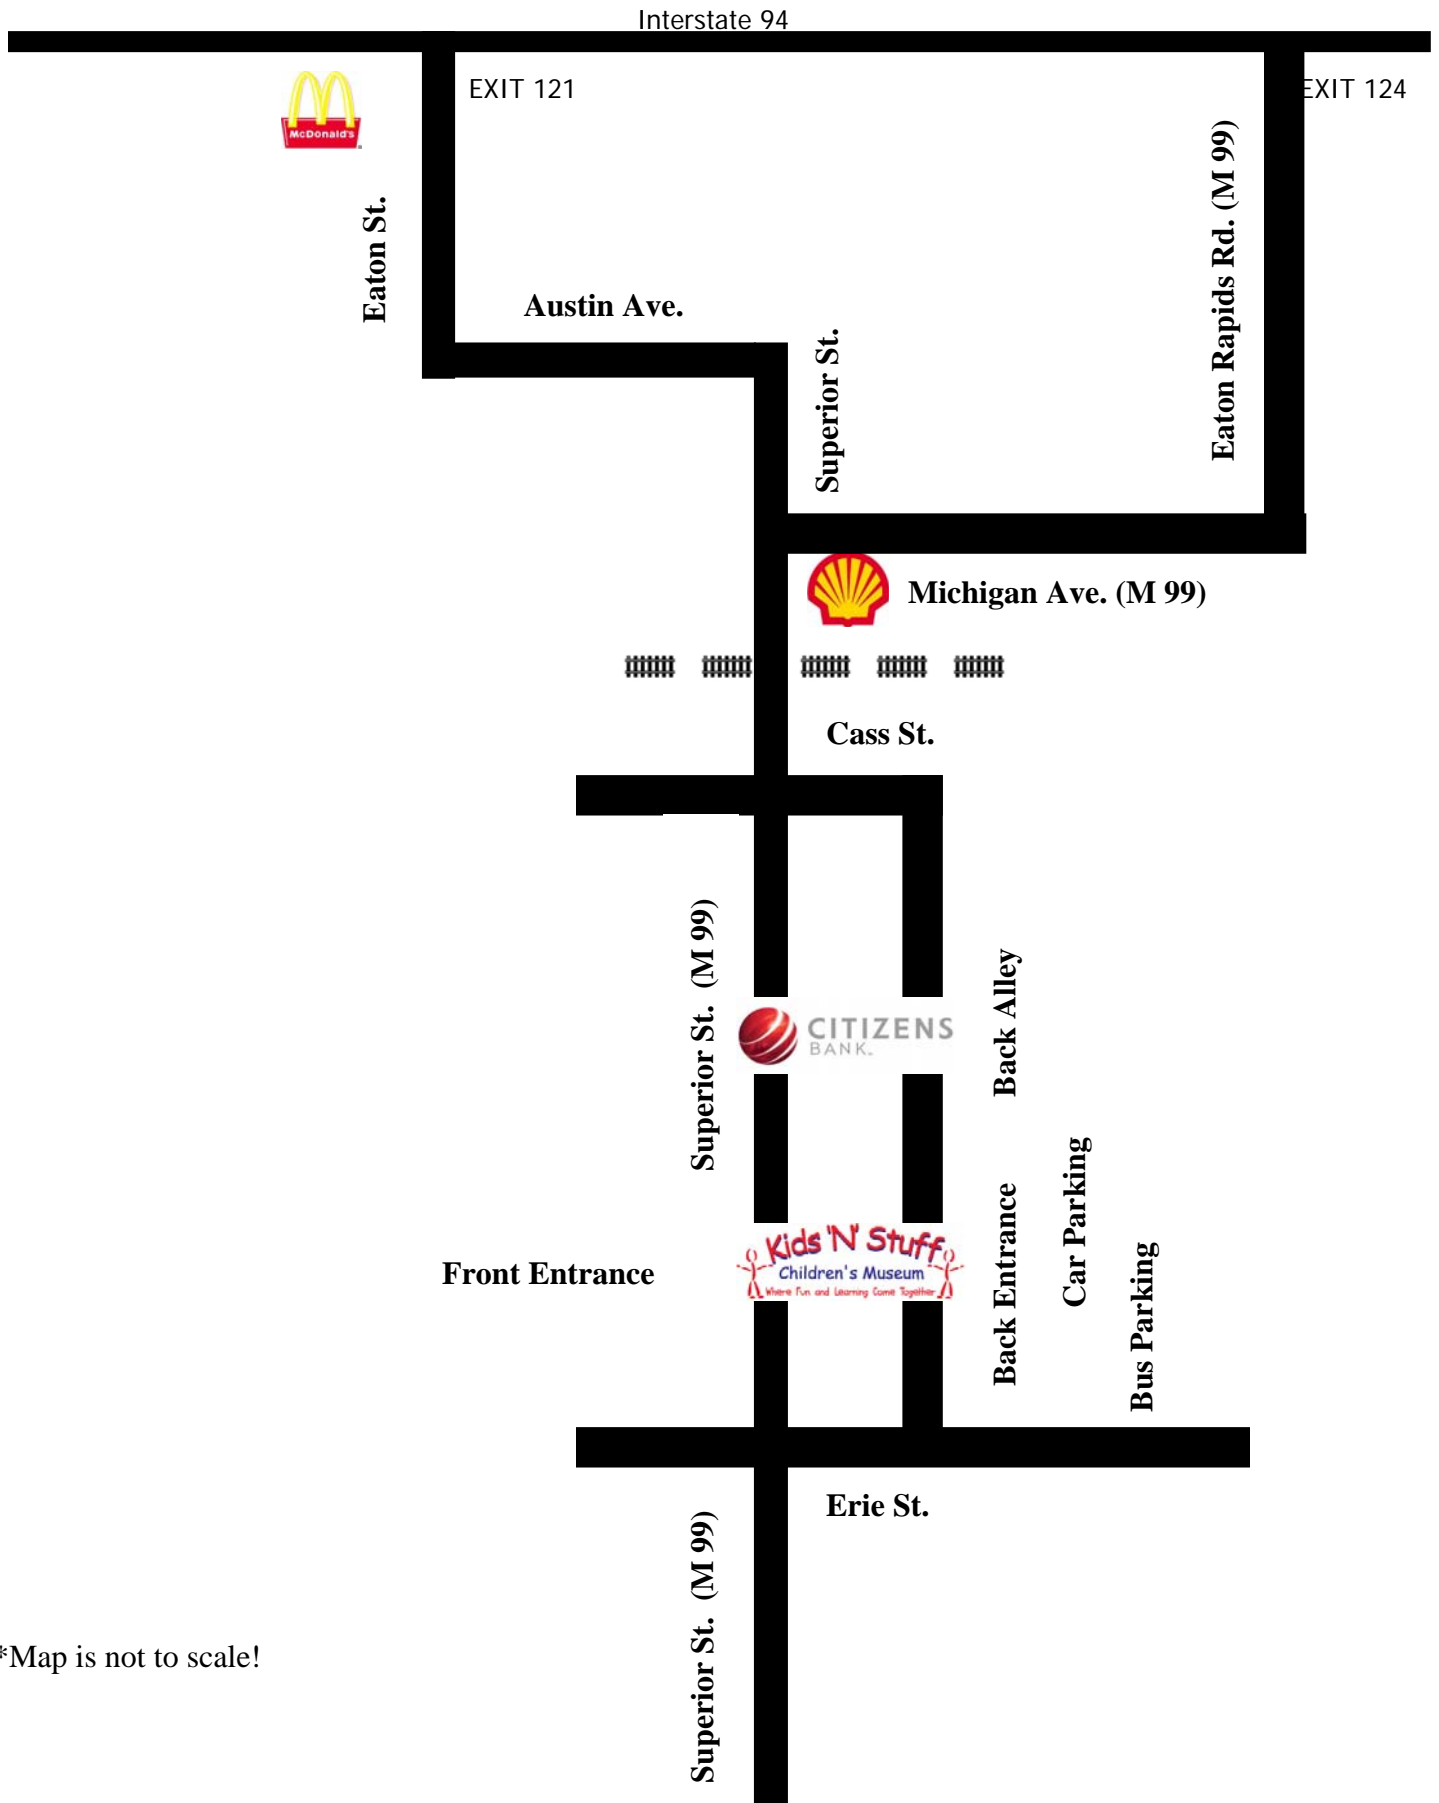 Interstate 94
EXIT 121
EXIT 124
McDonald's
Eaton St.
Eaton Rapids Rd. (M 99)
Austin Ave.
Superior St.
Michigan Ave. (M 99)
Cass St.
Superior St. (M 99)
CITIZENS
BANK
Back Alley
Kids 'N' Stuff
Children's Museum
Where Fun and Learning Come Together
Front Entrance
Back Entrance
Car Parking
Bus Parking
Erie St.
Superior St. (M 99)
*Map is not to scale!